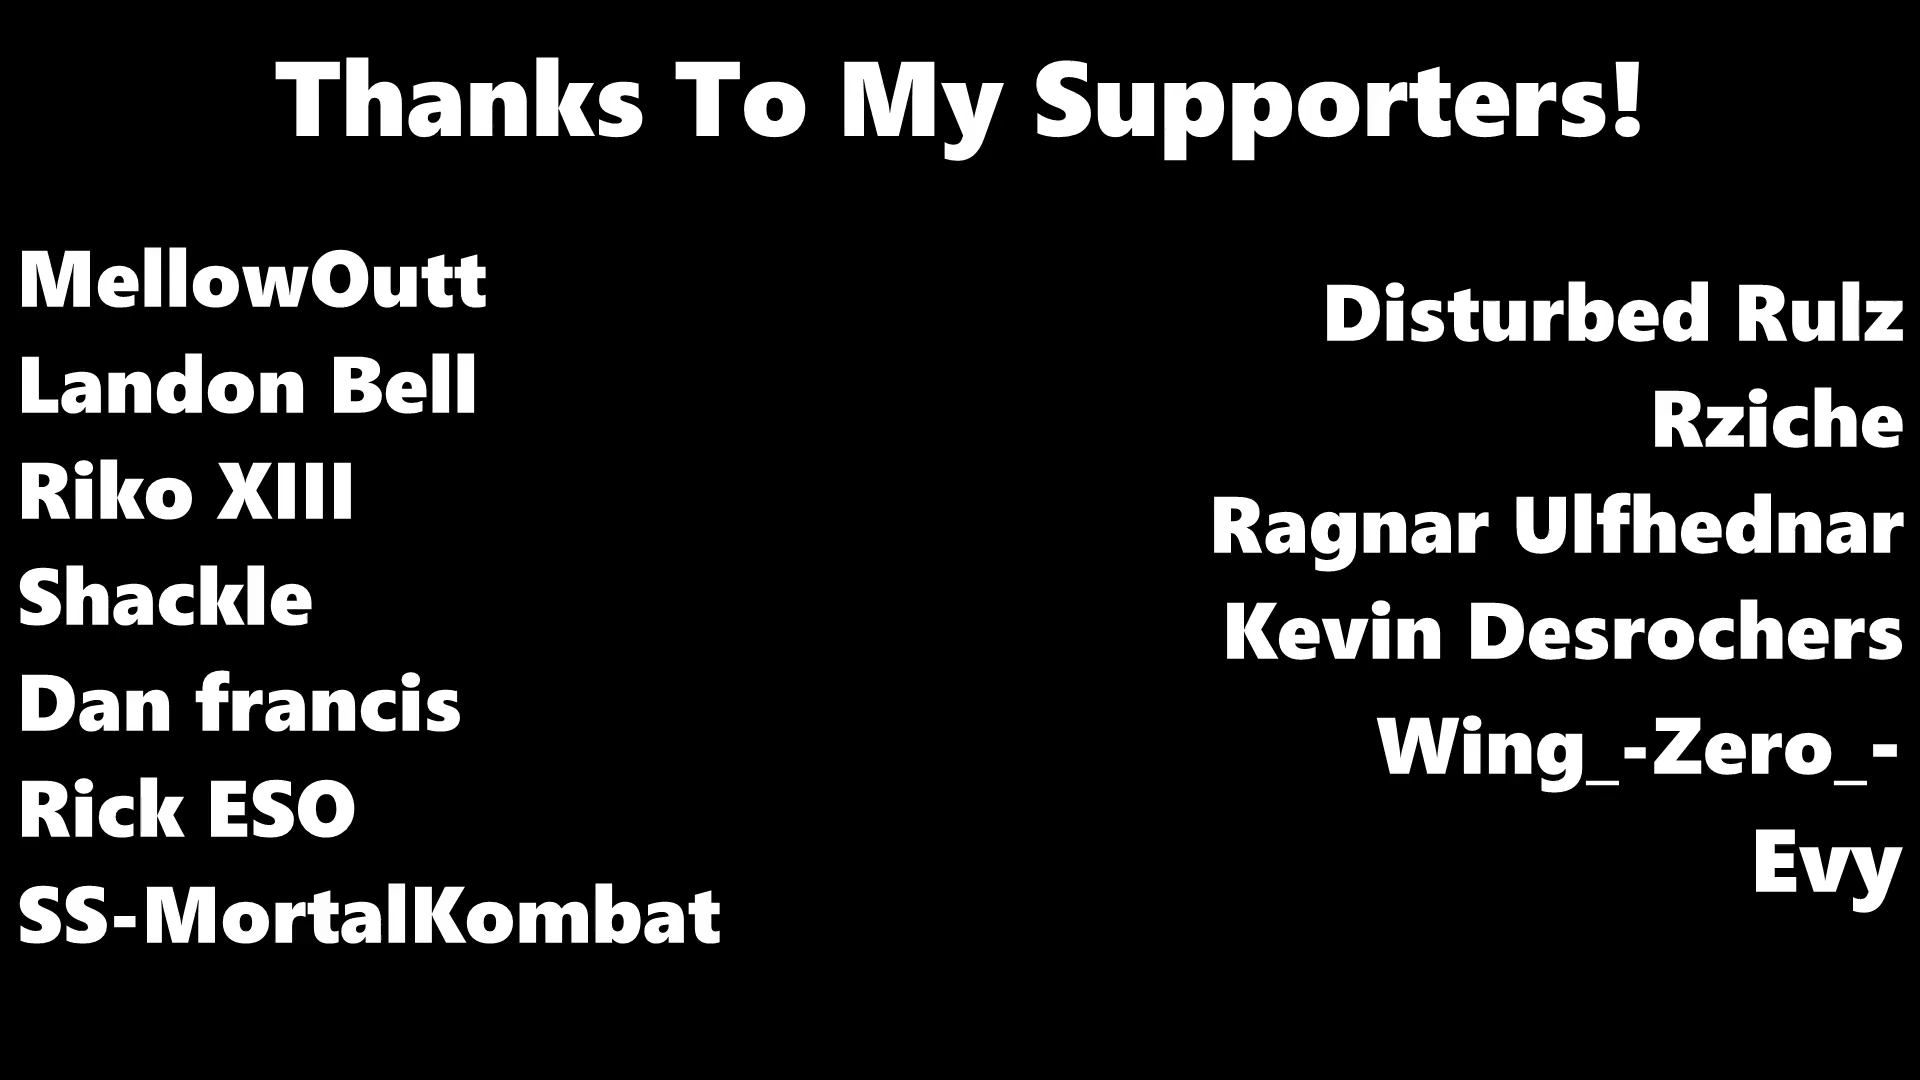 Thanks To My Supporters!
MellowOutt
Landon Bell
Riko XIII
Shackle
Dan francis
Rick ESO
SS-MortalKombat
Disturbed Rulz
Rziche
Ragnar Ulfhednar
Kevin Desrochers
Wing_-Zero_-
Evy